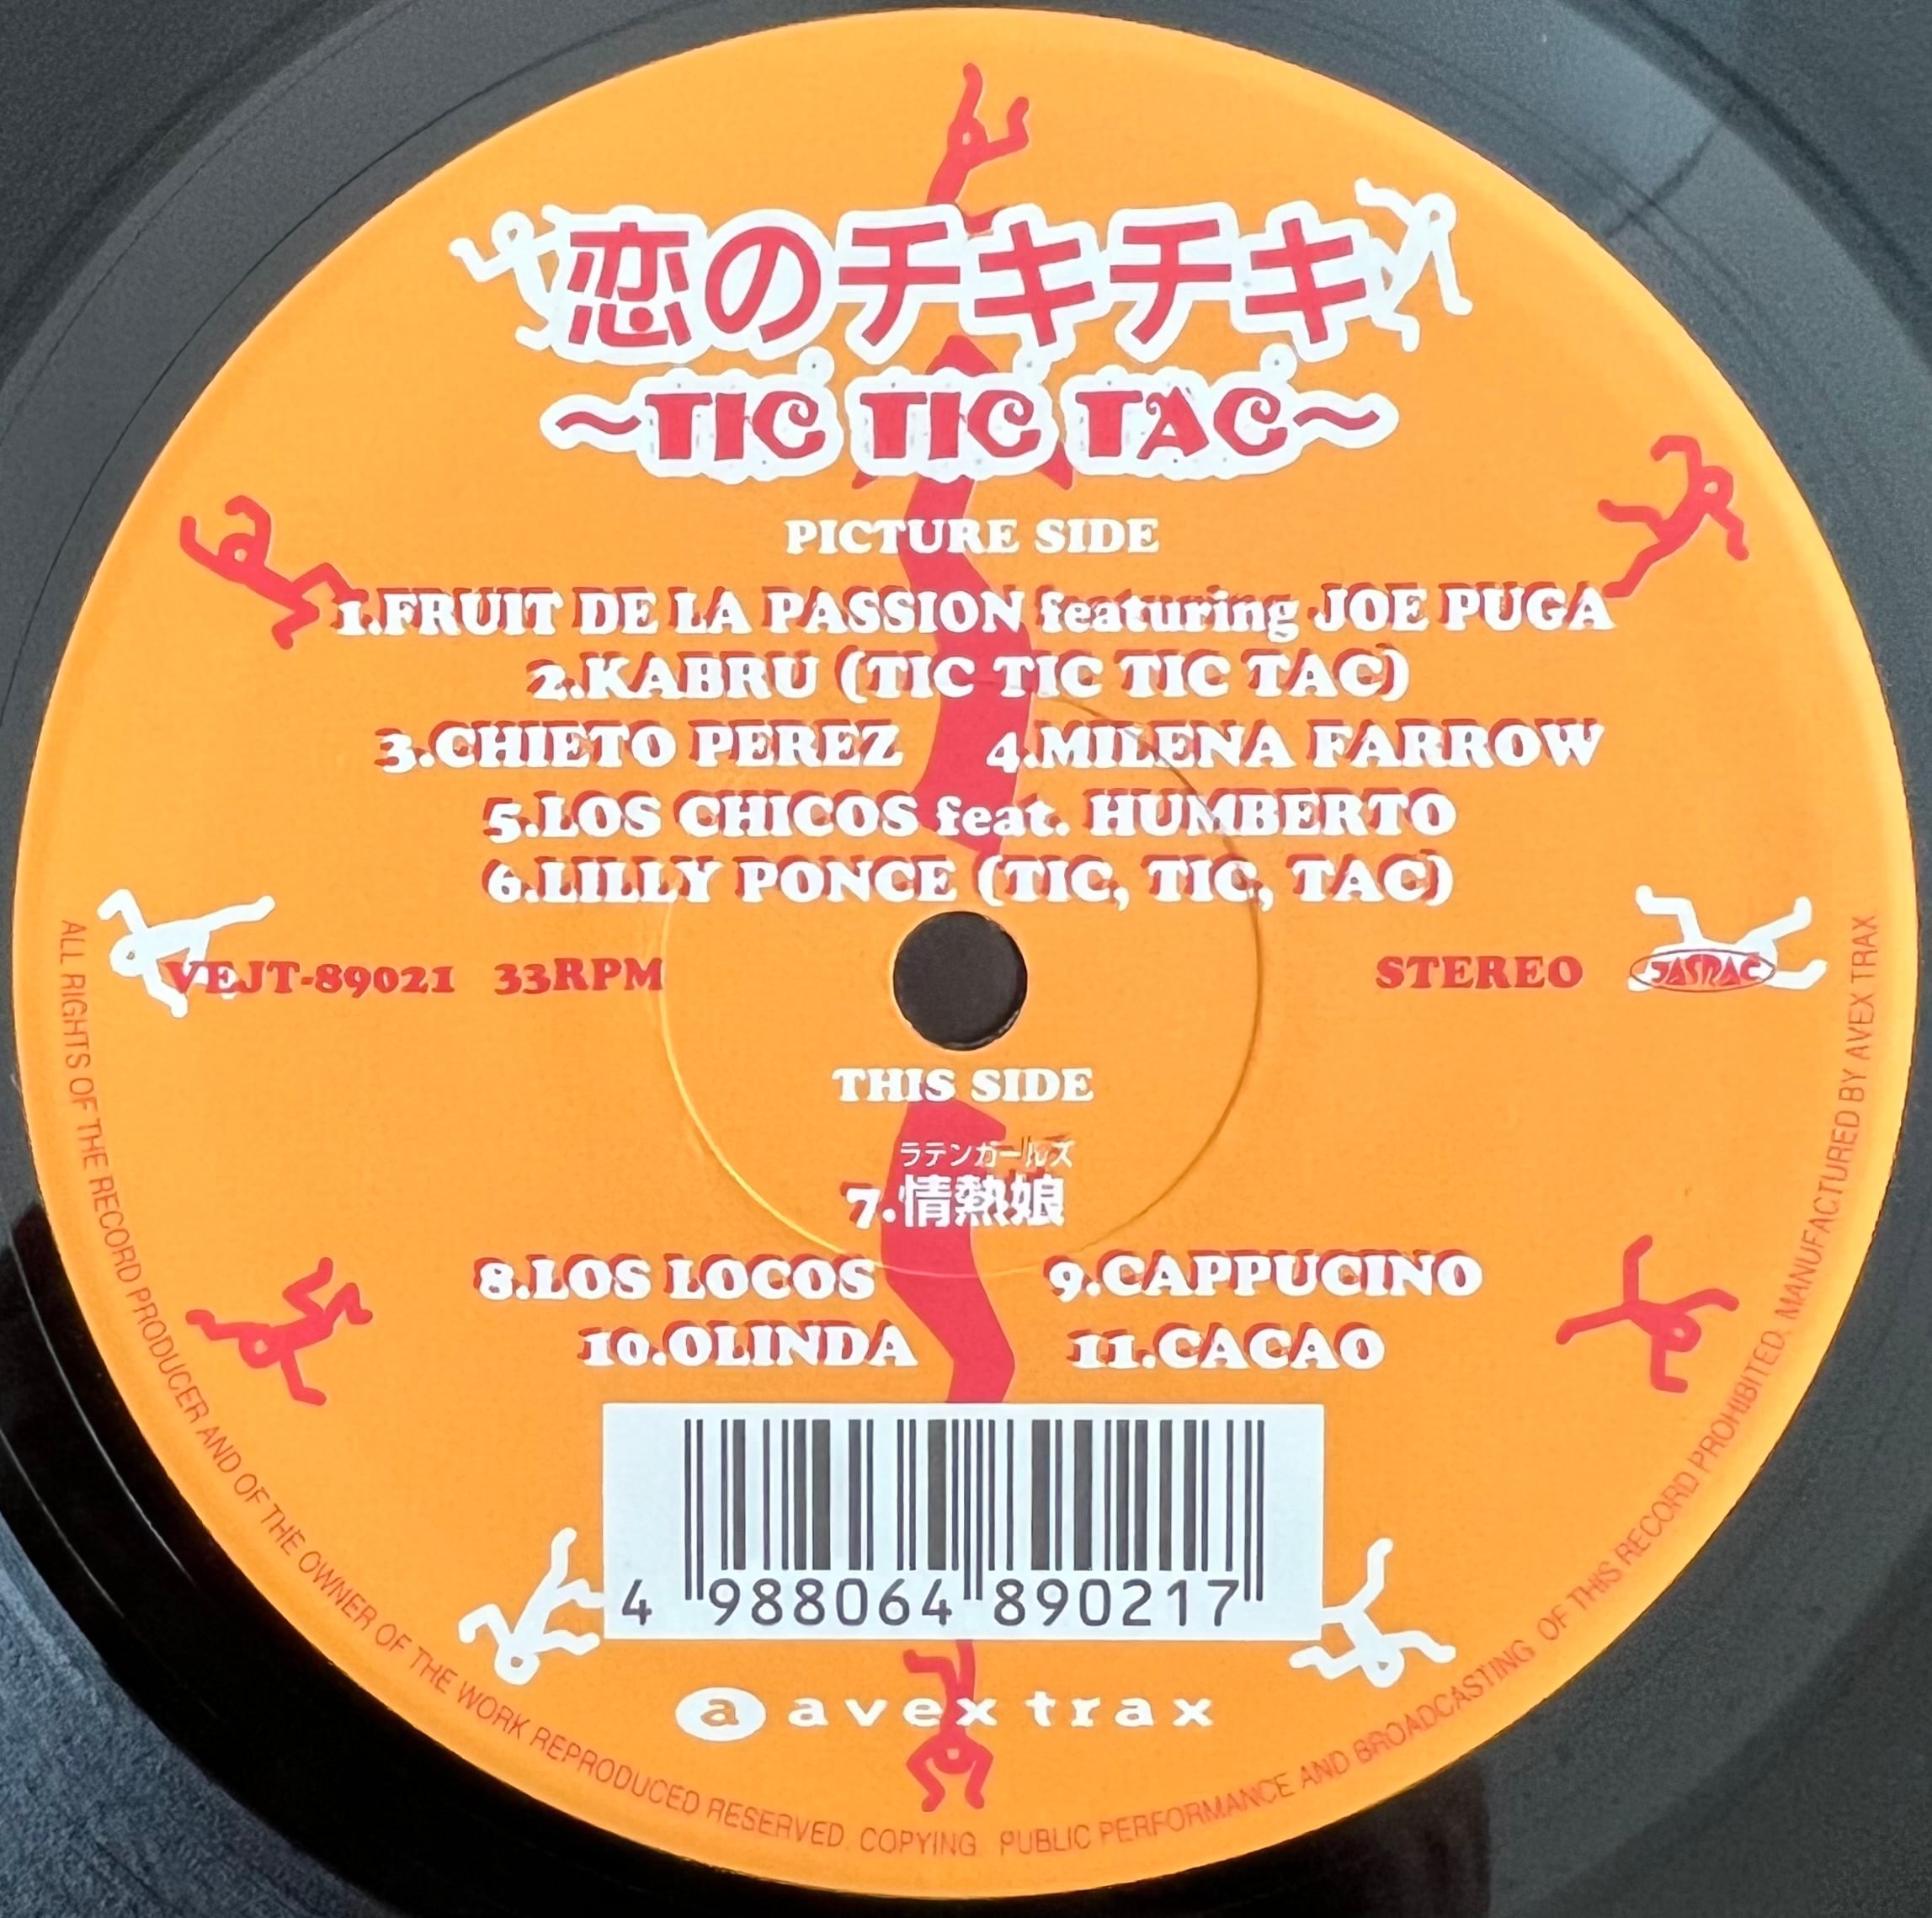 恋のチキチキ
~TIC TIC TAC~
PICTURE SIDE
1.FRUIT DE LA PASSION featuring JOE PUGA
2.KABRU (TIC TIC TIC TAC)
3.CHIETO PEREZ 4.MILENA FARROW
5.LOS CHICOS feat. HUMBERTO
6.LILLY PONCE (TIC, TIC, TAC)
VEJT-89021 33RPM STEREO JASRAC
THIS SIDE
ラテンガールズ
7.情熱娘
8.LOS LOCOS 9.CAPPUCINO
10.OLINDA 11.CACAO
4 988064 890217
a avex trax
ALL RIGHTS OF THE RECORD PRODUCER AND OF THE OWNER OF THE WORK REPRODUCED RESERVED. COPYING PUBLIC PERFORMANCE AND BROADCASTING OF THIS RECORD PROHIBITED. MANUFACTURED BY AVEX TRAX